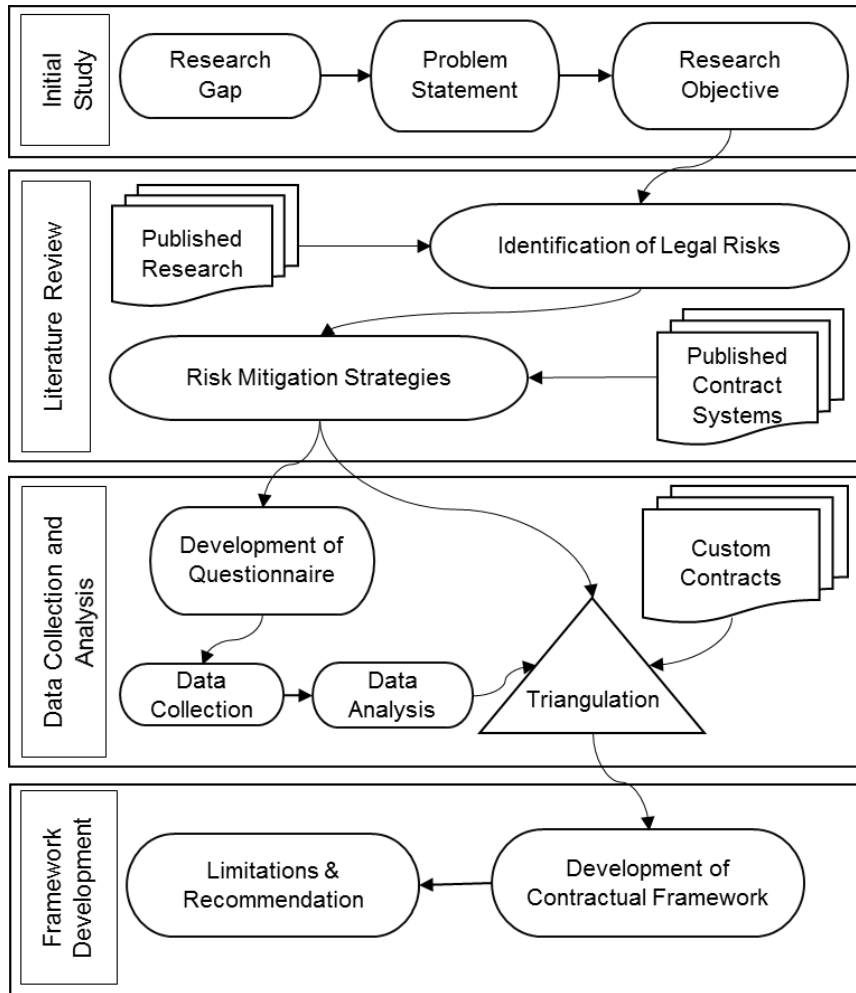 Initial
Study
Research
Gap
Problem
Statement
Research
Objective
Literature Review
Published
Research
Identification of Legal Risks
Risk Mitigation Strategies
Published
Contract
Systems
Data Collection and
Analysis
Development of
Questionnaire
Custom
Contracts
Data
Collection
Data
Analysis
Triangulation
Framework
Development
Limitations &
Recommendation
Development of
Contractual Framework